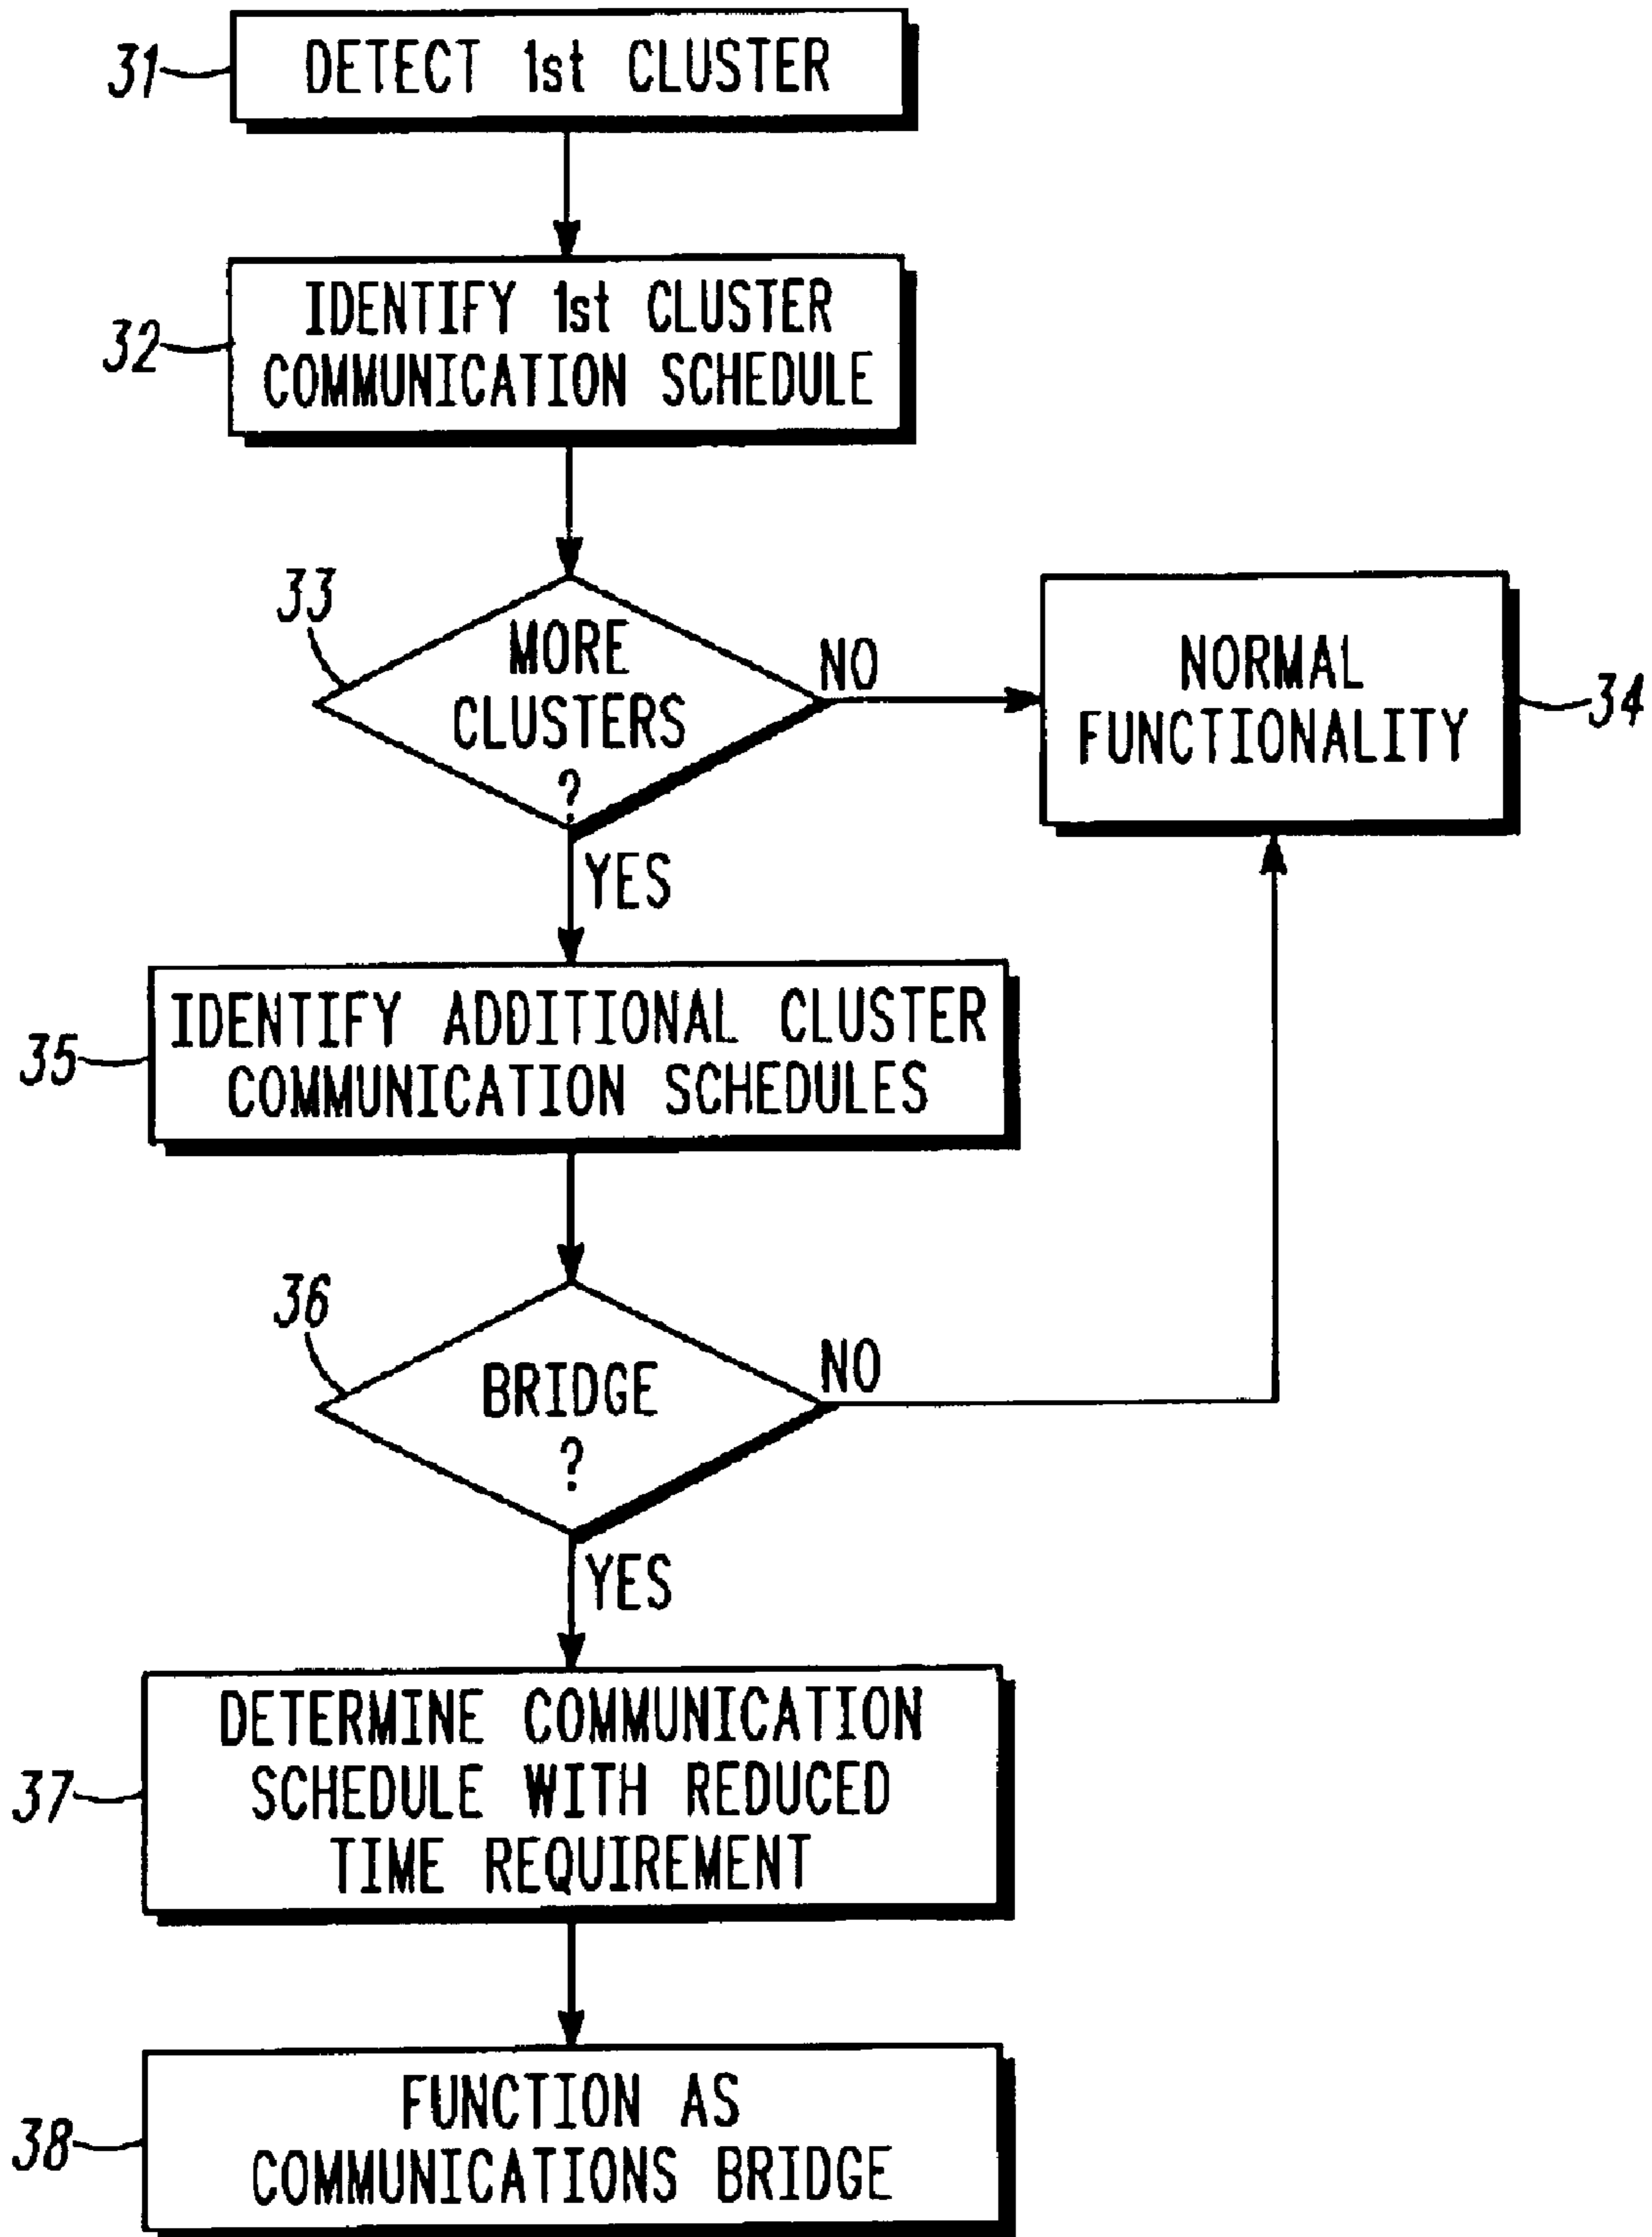 31
DETECT 1st CLUSTER
32
IDENTIFY 1st CLUSTER
COMMUNICATION SCHEDULE
33
MORE
CLUSTERS
?
NO
NORMAL
FUNCTIONALITY
34
YES
35
IDENTIFY ADDITIONAL CLUSTER
COMMUNICATION SCHEDULES
36
BRIDGE
?
NO
YES
37
DETERMINE COMMUNICATION
SCHEDULE WITH REDUCED
TIME REQUIREMENT
38
FUNCTION AS
COMMUNICATIONS BRIDGE